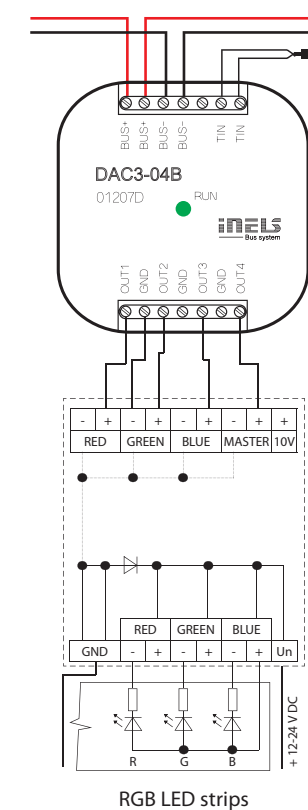 BUS+ BUS+ BUS- BUS- TIN TIN
DAC3-04B
01207D
RUN
iNELS
Bus system
OUT1 GND OUT2 GND OUT3 GND OUT4
- + - + - + - + +
RED GREEN BLUE MASTER 10V
RED GREEN BLUE
GND - + - + - + Un
R G B
+ 12-24 V DC
RGB LED strips